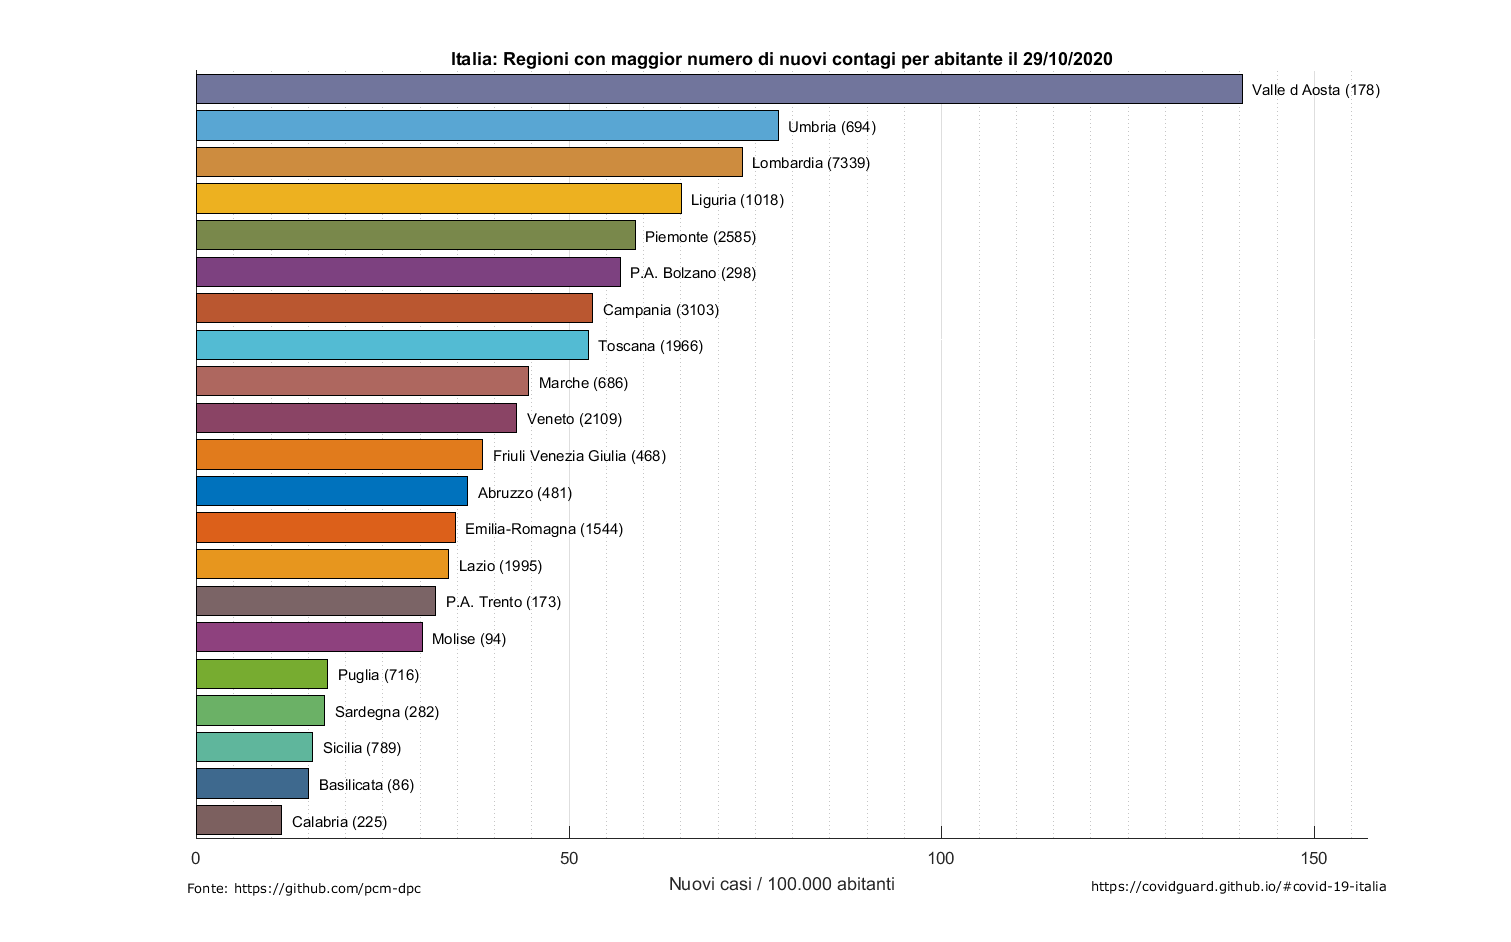 Italia: Regioni con maggior numero di nuovi contagi per abitante il 29/10/2020
Valle d Aosta (178)
Umbria (694)
Lombardia (7339)
Liguria (1018)
Piemonte (2585)
P.A. Bolzano (298)
Campania (3103)
Toscana (1966)
Marche (686)
Veneto (2109)
Friuli Venezia Giulia (468)
Abruzzo (481)
Emilia-Romagna (1544)
Lazio (1995)
P.A. Trento (173)
Molise (94)
Puglia (716)
Sardegna (282)
Sicilia (789)
Basilicata (86)
Calabria (225)
0 50 100 150
Nuovi casi / 100.000 abitanti
Fonte: https://github.com/pcm-dpc
https://covidguard.github.io/#covid-19-italia